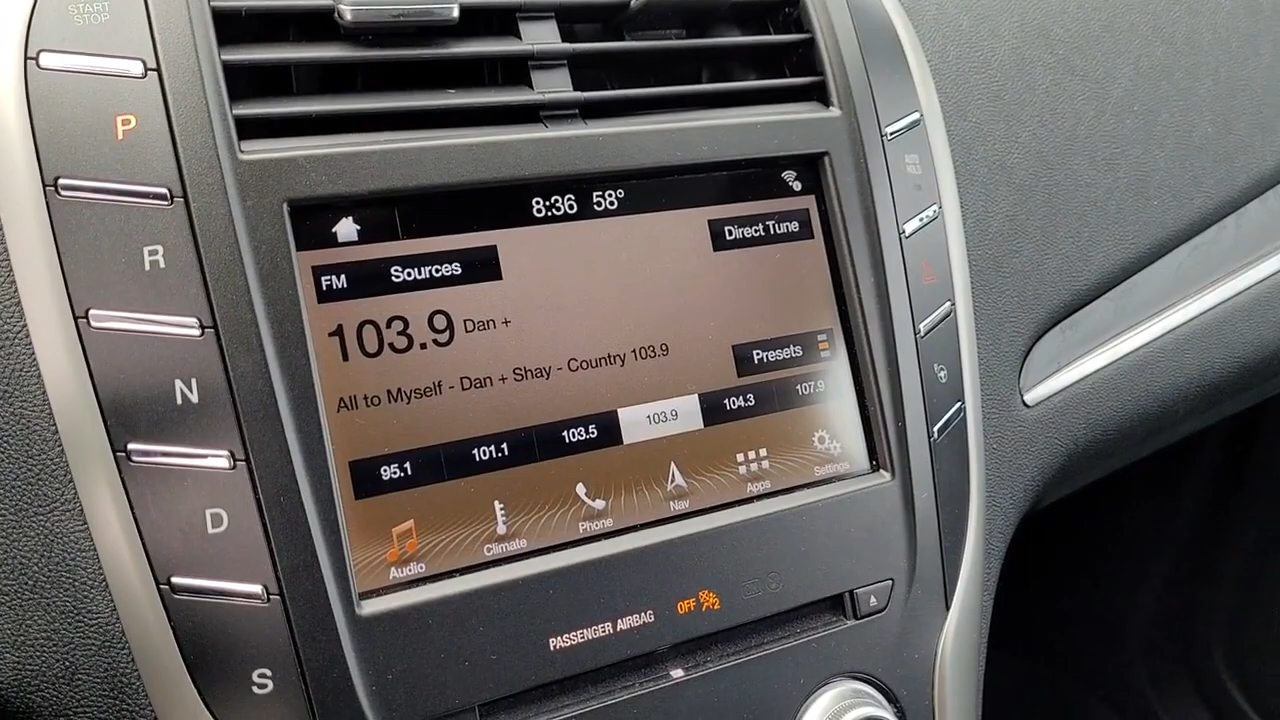 START
STOP
P
R
N
D
S
8:36 58°
FM Sources
Direct Tune
103.9 Dan +
All to Myself - Dan + Shay - Country 103.9
Presets
95.1 101.1 103.5 103.9 104.3 107.9
Audio Climate Phone Nav Apps Settings
PASSENGER AIRBAG OFF
AUTO
HOLD